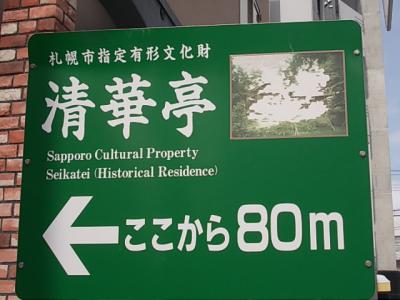 札幌市指定有形文化財
清華亭
Sapporo Cultural Property
Seikatei (Historical Residence)
ここから80m